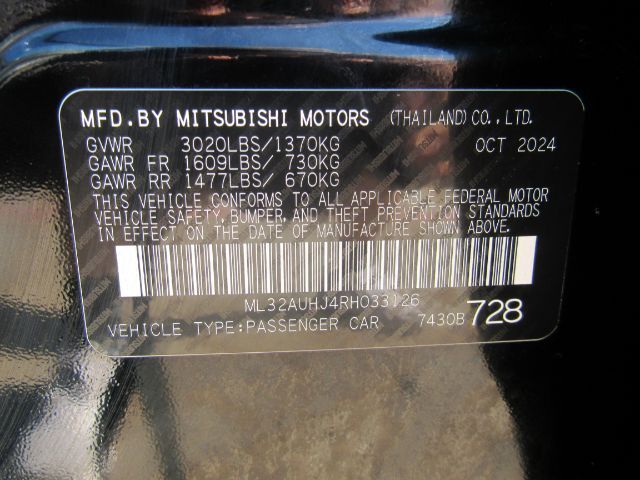 MFD. BY MITSUBISHI MOTORS (THAILAND) CO., LTD.
GVWR 3020LBS/1370KG OCT 2024
GAWR FR 1609LBS/ 730KG
GAWR RR 1477LBS/ 670KG
THIS VEHICLE CONFORMS TO ALL APPLICABLE FEDERAL MOTOR
VEHICLE SAFETY, BUMPER, AND THEFT PREVENTION STANDARDS
IN EFFECT ON THE DATE OF MANUFACTURE SHOWN ABOVE.
ML32AUHJ4RH033126
VEHICLE TYPE:PASSENGER CAR 7430B 728